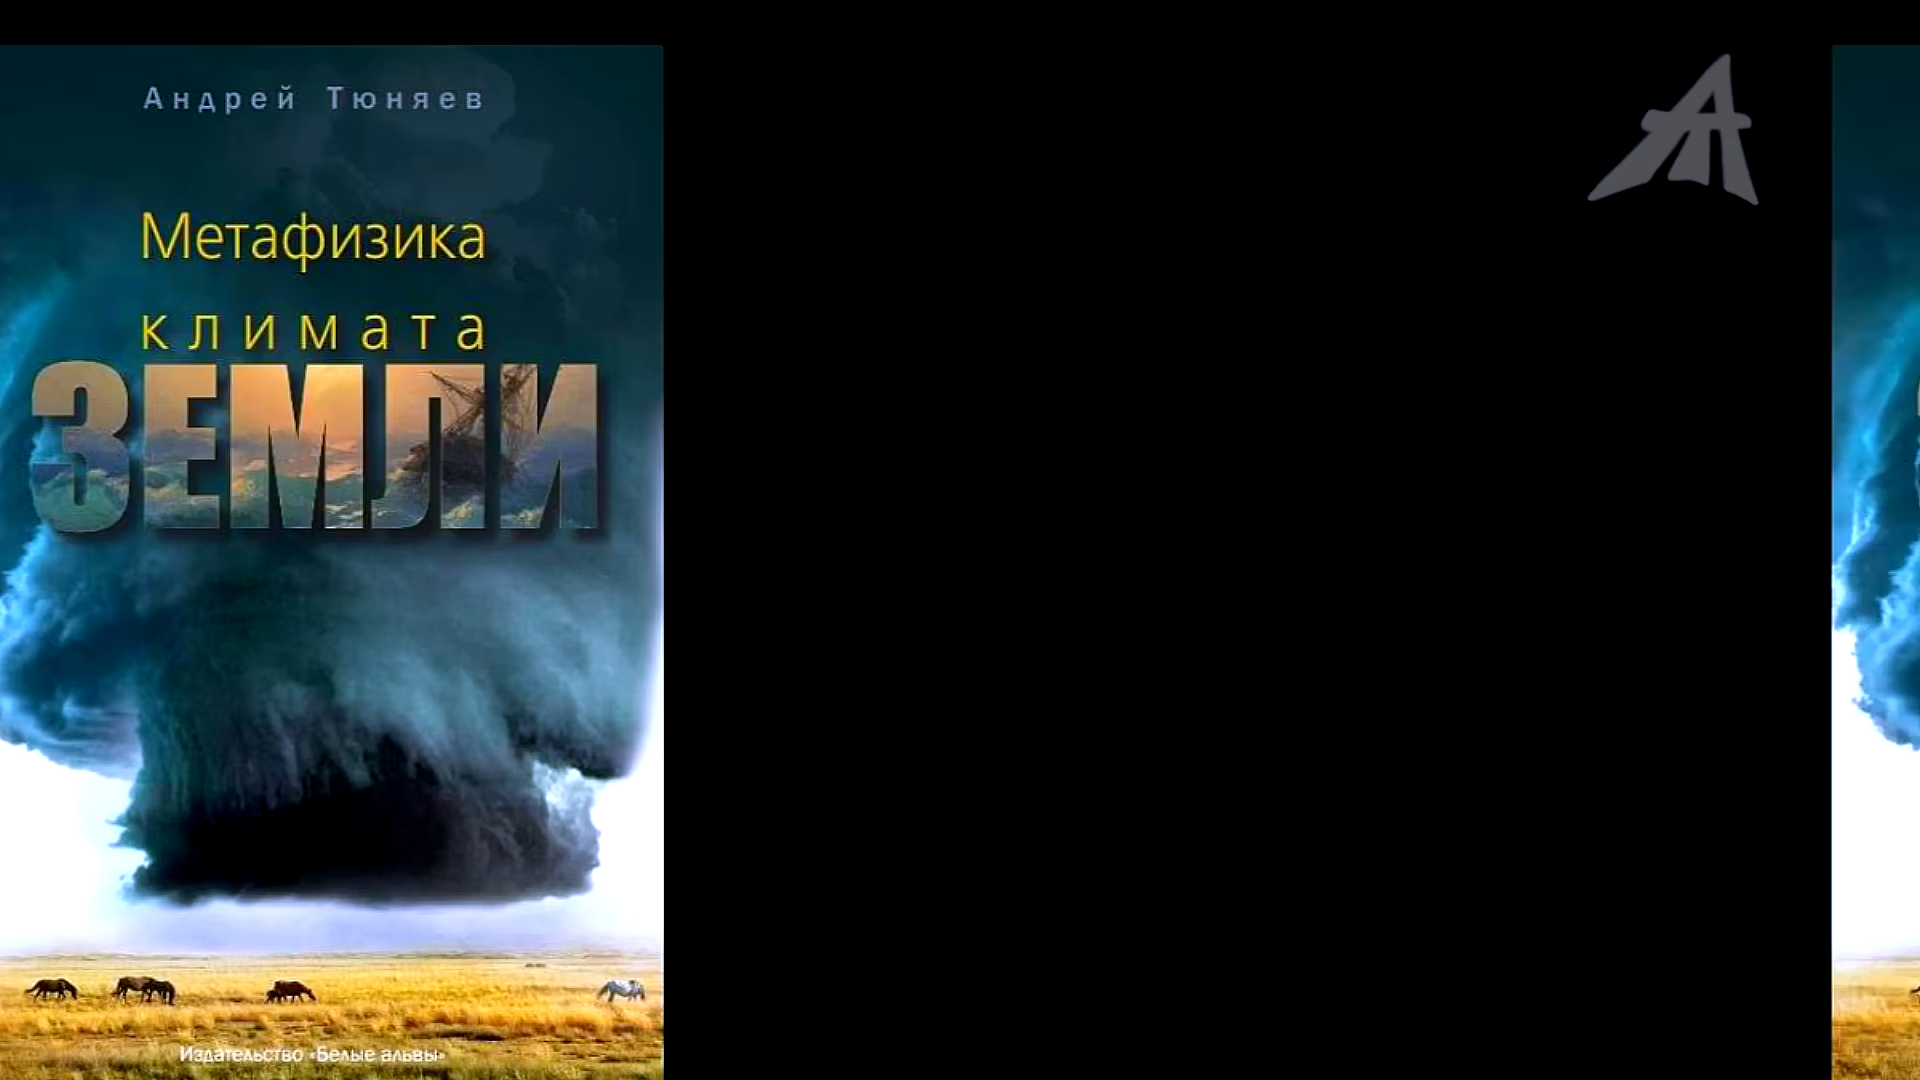 Андрей Тюняев
Метафизика
климата
ЗЕМЛИ
Издательство «Белые альвы»